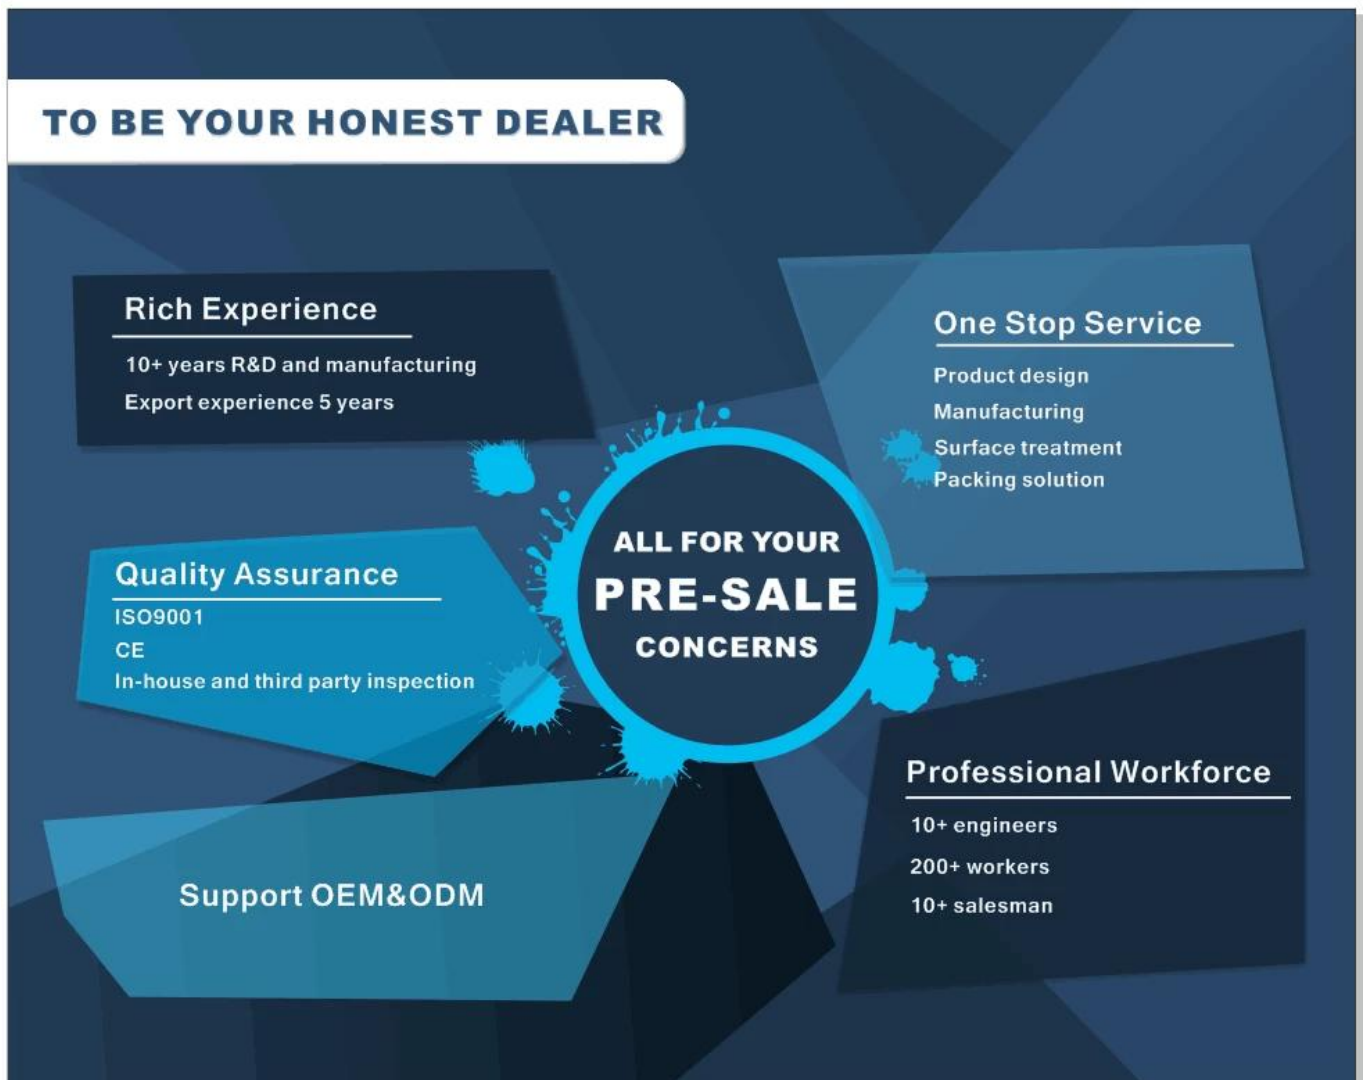 TO BE YOUR HONEST DEALER
Rich Experience
10+ years R&D and manufacturing
Export experience 5 years
One Stop Service
Product design
Manufacturing
Surface treatment
Packing solution
ALL FOR YOUR
PRE-SALE
CONCERNS
Quality Assurance
ISO9001
CE
In-house and third party inspection
Professional Workforce
10+ engineers
200+ workers
10+ salesman
Support OEM&ODM